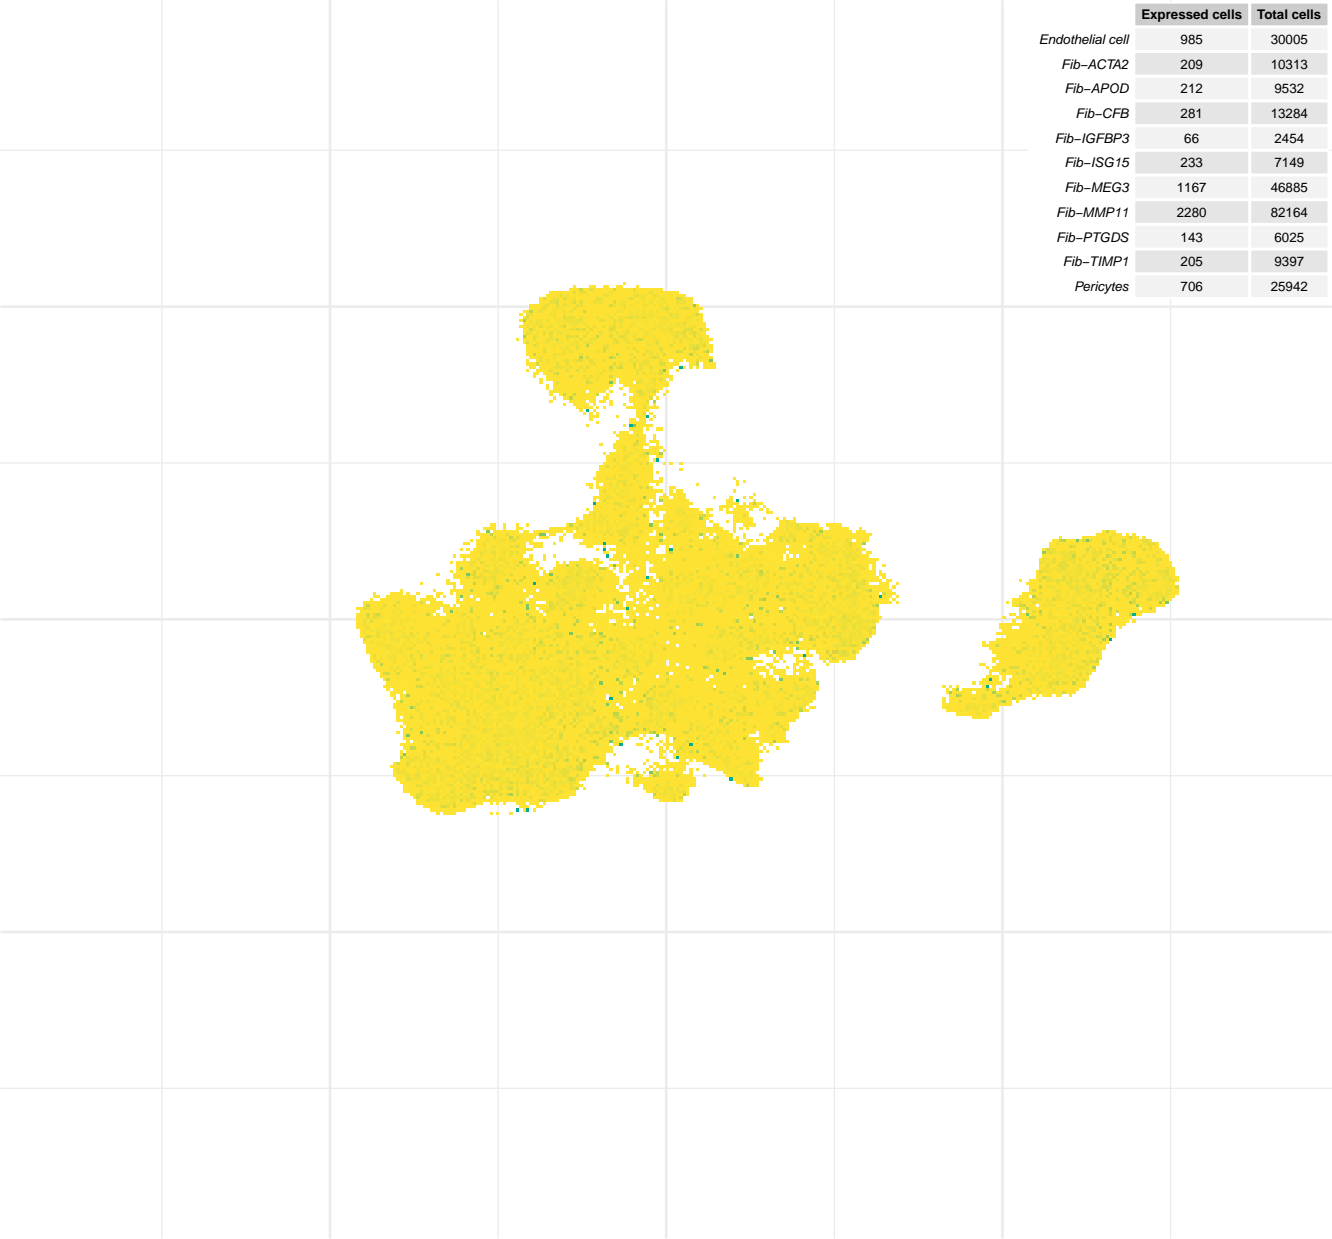 Expressed cells Total cells
Endothelial cell 985 30005
Fib−ACTA2 209 10313
Fib−APOD 212 9532
Fib−CFB 281 13284
Fib−IGFBP3 66 2454
Fib−ISG15 233 7149
Fib−MEG3 1167 46885
Fib−MMP11 2280 82164
Fib−PTGDS 143 6025
Fib−TIMP1 205 9397
Pericytes 706 25942